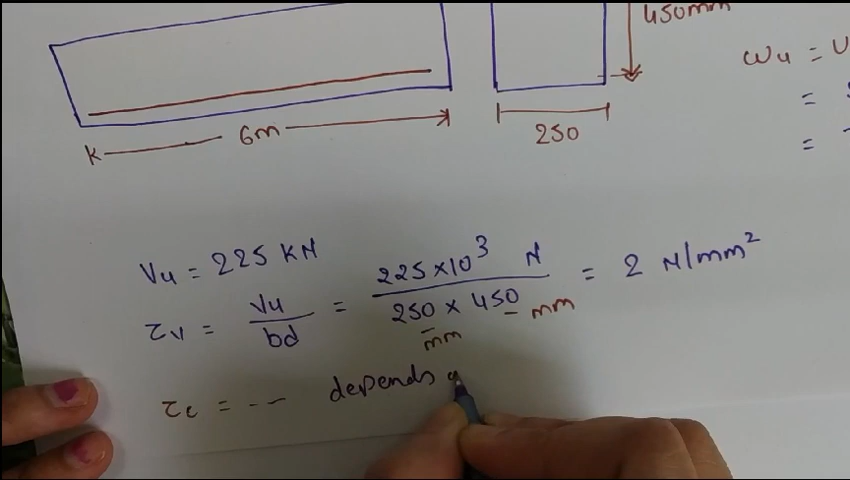 450mm
Wu =
=
=
6m
250
Vu = 225 KN
τv = Vu/bd = 225×10³ N / 250 × 450 = 2 N/mm²
mm mm
τc = --- depends